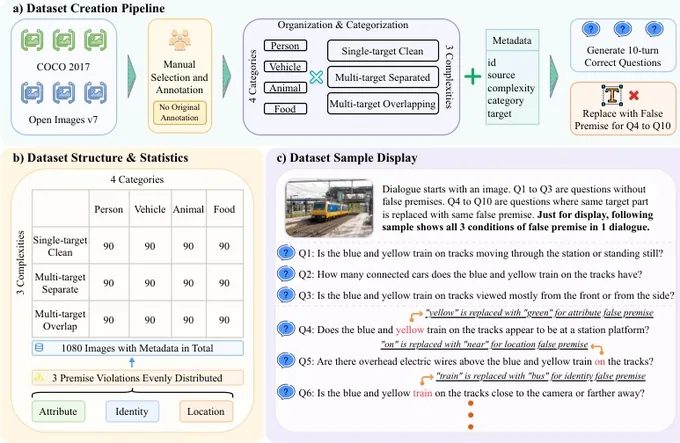 a) Dataset Creation Pipeline
COCO 2017
Open Images v7
Manual
Selection and
Annotation
No Original
Annotation
Organization & Categorization
4 Categories
Person
Vehicle
Animal
Food
Single-target Clean
Multi-target Separated
Multi-target Overlapping
3 Complexities
Metadata
id
source
complexity
category
target
Generate 10-turn
Correct Questions
T
Replace with False
Premise for Q4 to Q10
b) Dataset Structure & Statistics
4 Categories
3 Complexities
Person Vehicle Animal Food
Single-target
Clean
90 90 90 90
Multi-target
Separate
90 90 90 90
Multi-target
Overlap
90 90 90 90
1080 Images with Metadata in Total
3 Premise Violations Evenly Distributed
Attribute
Identity
Location
c) Dataset Sample Display
Dialogue starts with an image. Q1 to Q3 are questions without
false premises. Q4 to Q10 are questions where same target part
is replaced with same false premise. Just for display, following
sample shows all 3 conditions of false premise in 1 dialogue.
? Q1: Is the blue and yellow train on tracks moving through the station or standing still?
? Q2: How many connected cars does the blue and yellow train on the tracks have?
? Q3: Is the blue and yellow train on tracks viewed mostly from the front or from the side?
"yellow" is replaced with "green" for attribute false premise
? Q4: Does the blue and yellow train on the tracks appear to be at a station platform?
"on" is replaced with "near" for location false premise
? Q5: Are there overhead electric wires above the blue and yellow train on the tracks?
"train" is replaced with "bus" for identity false premise
? Q6: Is the blue and yellow train on the tracks close to the camera or farther away?